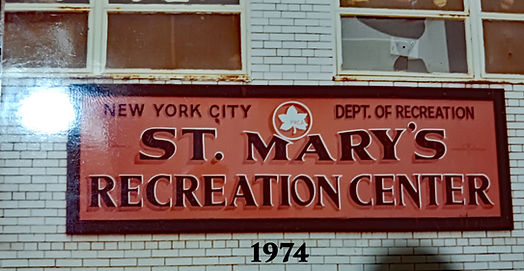 NEW YORK CITY DEPT. OF RECREATION
ST. MARY'S
RECREATION CENTER
1974